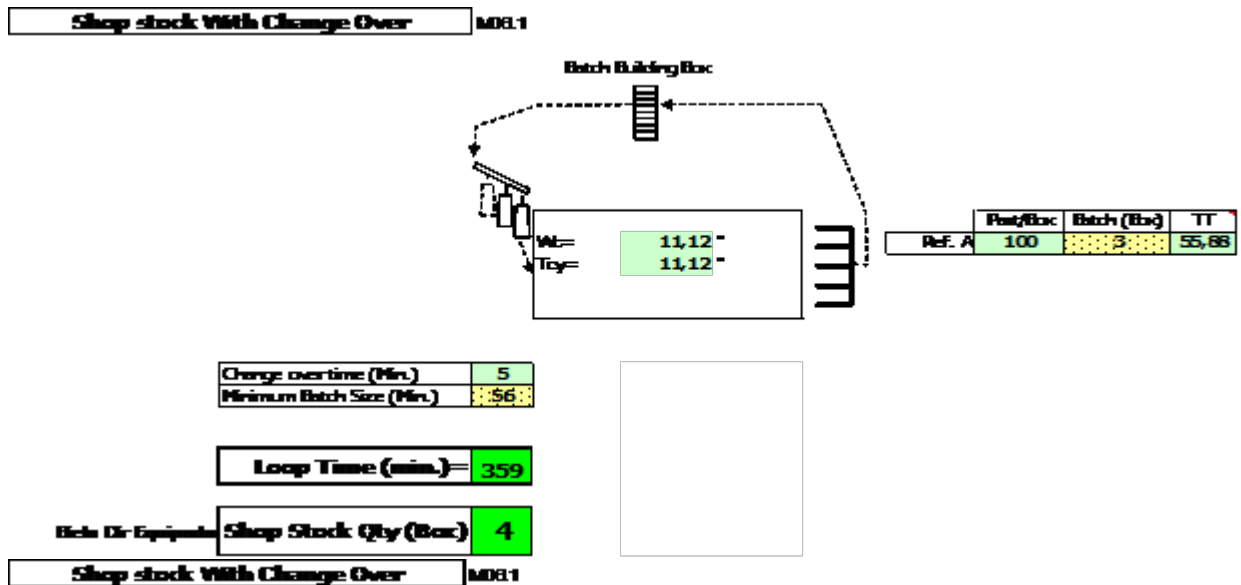 Shop stock With Change Over M06.1
Batch Building Box
Part/Box Batch (Box) TT
Wt= 11,12 "
Ref. A 100 3 55,88
Tcy= 11,12 "
Change over time (Min.) 5
Minimum Batch Size (Min.) 56
Loop Time (min.)= 359
Shop Stock Qty (Box) 4
Shop stock With Change Over M06.1